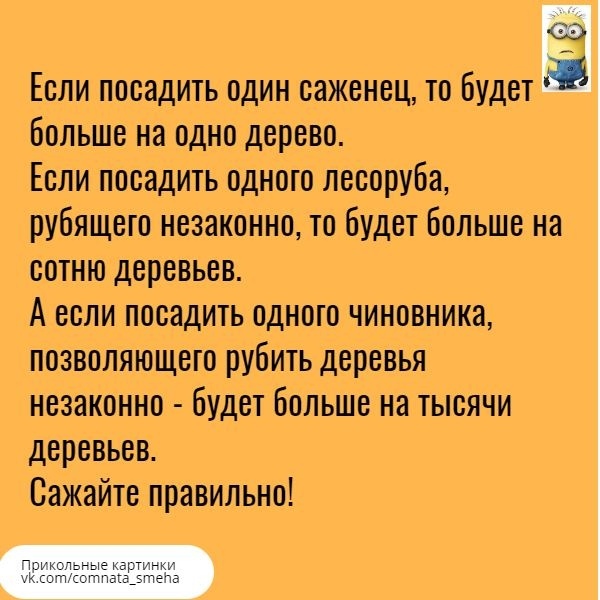 Если посадить один саженец, то будет
больше на одно дерево.
Если посадить одного лесоруба,
рубящего незаконно, то будет больше на
сотню деревьев.
А если посадить одного чиновника,
позволяющего рубить деревья
незаконно - будет больше на тысячи
деревьев.
Сажайте правильно!
Прикольные картинки
vk.com/comnata_smeha